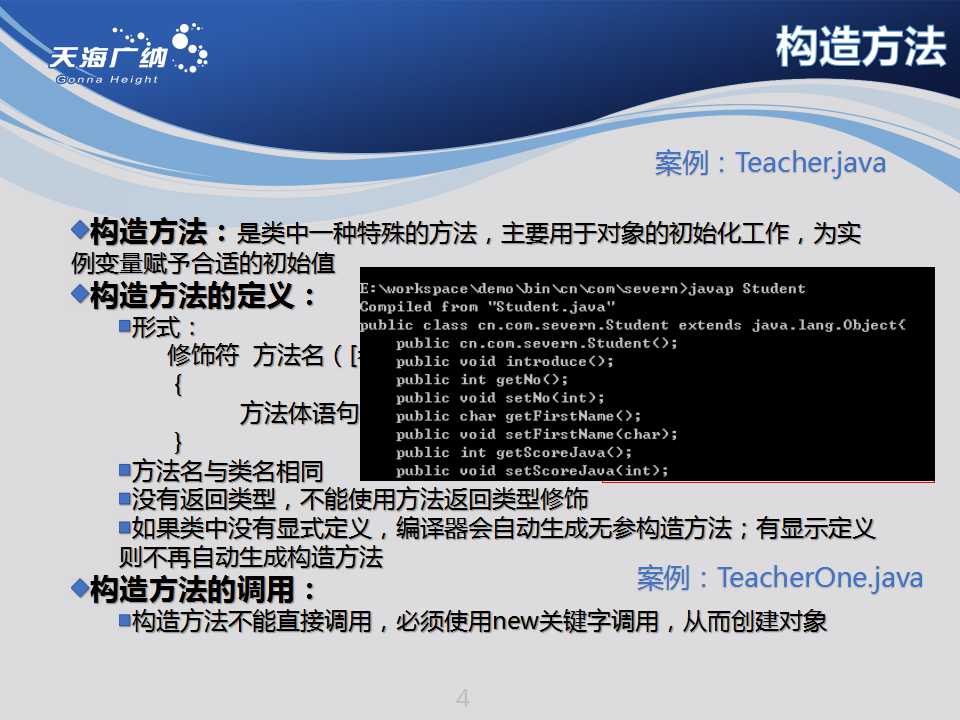 天海广纳
Gonna Height
构造方法
案例：Teacher.java
构造方法：是类中一种特殊的方法，主要用于对象的初始化工作，为实
例变量赋予合适的初始值
构造方法的定义：
形式：
修饰符 方法名（[
{
方法体语句
}
E:\workspace\demo\bin\cn\com\severn>javap Student
Compiled from "Student.java"
public class cn.com.severn.Student extends java.lang.Object{
public cn.com.severn.Student();
public void introduce();
public int getNo();
public void setNo(int);
public char getFirstName();
public void setFirstName(char);
public int getScoreJava();
public void setScoreJava(int);
方法名与类名相同
没有返回类型，不能使用方法返回类型修饰
如果类中没有显式定义，编译器会自动生成无参构造方法；有显示定义
则不再自动生成构造方法
案例：TeacherOne.java
构造方法的调用：
构造方法不能直接调用，必须使用new关键字调用，从而创建对象
4